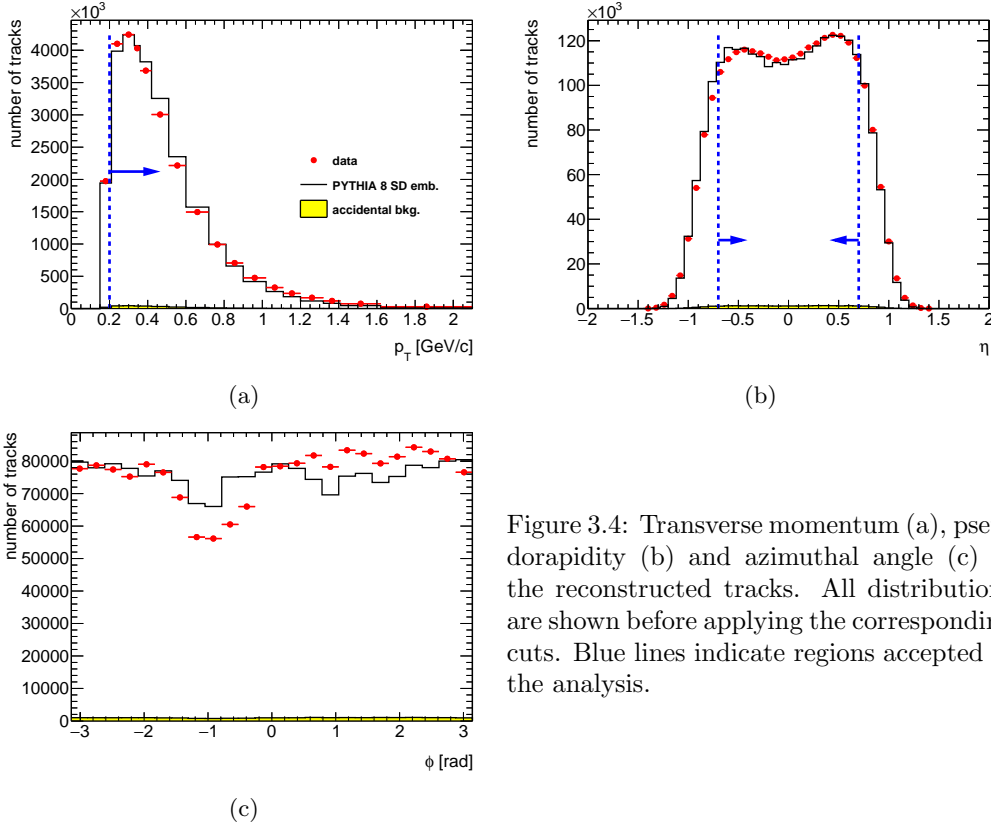 ×10³
number of tracks
4000
3500
3000
2500
2000
1500
1000
500
0
data
PYTHIA 8 SD emb.
accidental bkg.
0 0.2 0.4 0.6 0.8 1 1.2 1.4 1.6 1.8 2
p_T [GeV/c]
(a)
×10³
number of tracks
120
100
80
60
40
20
0
−2 −1.5 −1 −0.5 0 0.5 1 1.5 2
η
(b)
number of tracks
80000
70000
60000
50000
40000
30000
20000
10000
0
−3 −2 −1 0 1 2 3
ϕ [rad]
(c)
Figure 3.4: Transverse momentum (a), pse
dorapidity (b) and azimuthal angle (c)
the reconstructed tracks. All distribution
are shown before applying the correspondin
cuts. Blue lines indicate regions accepted
the analysis.